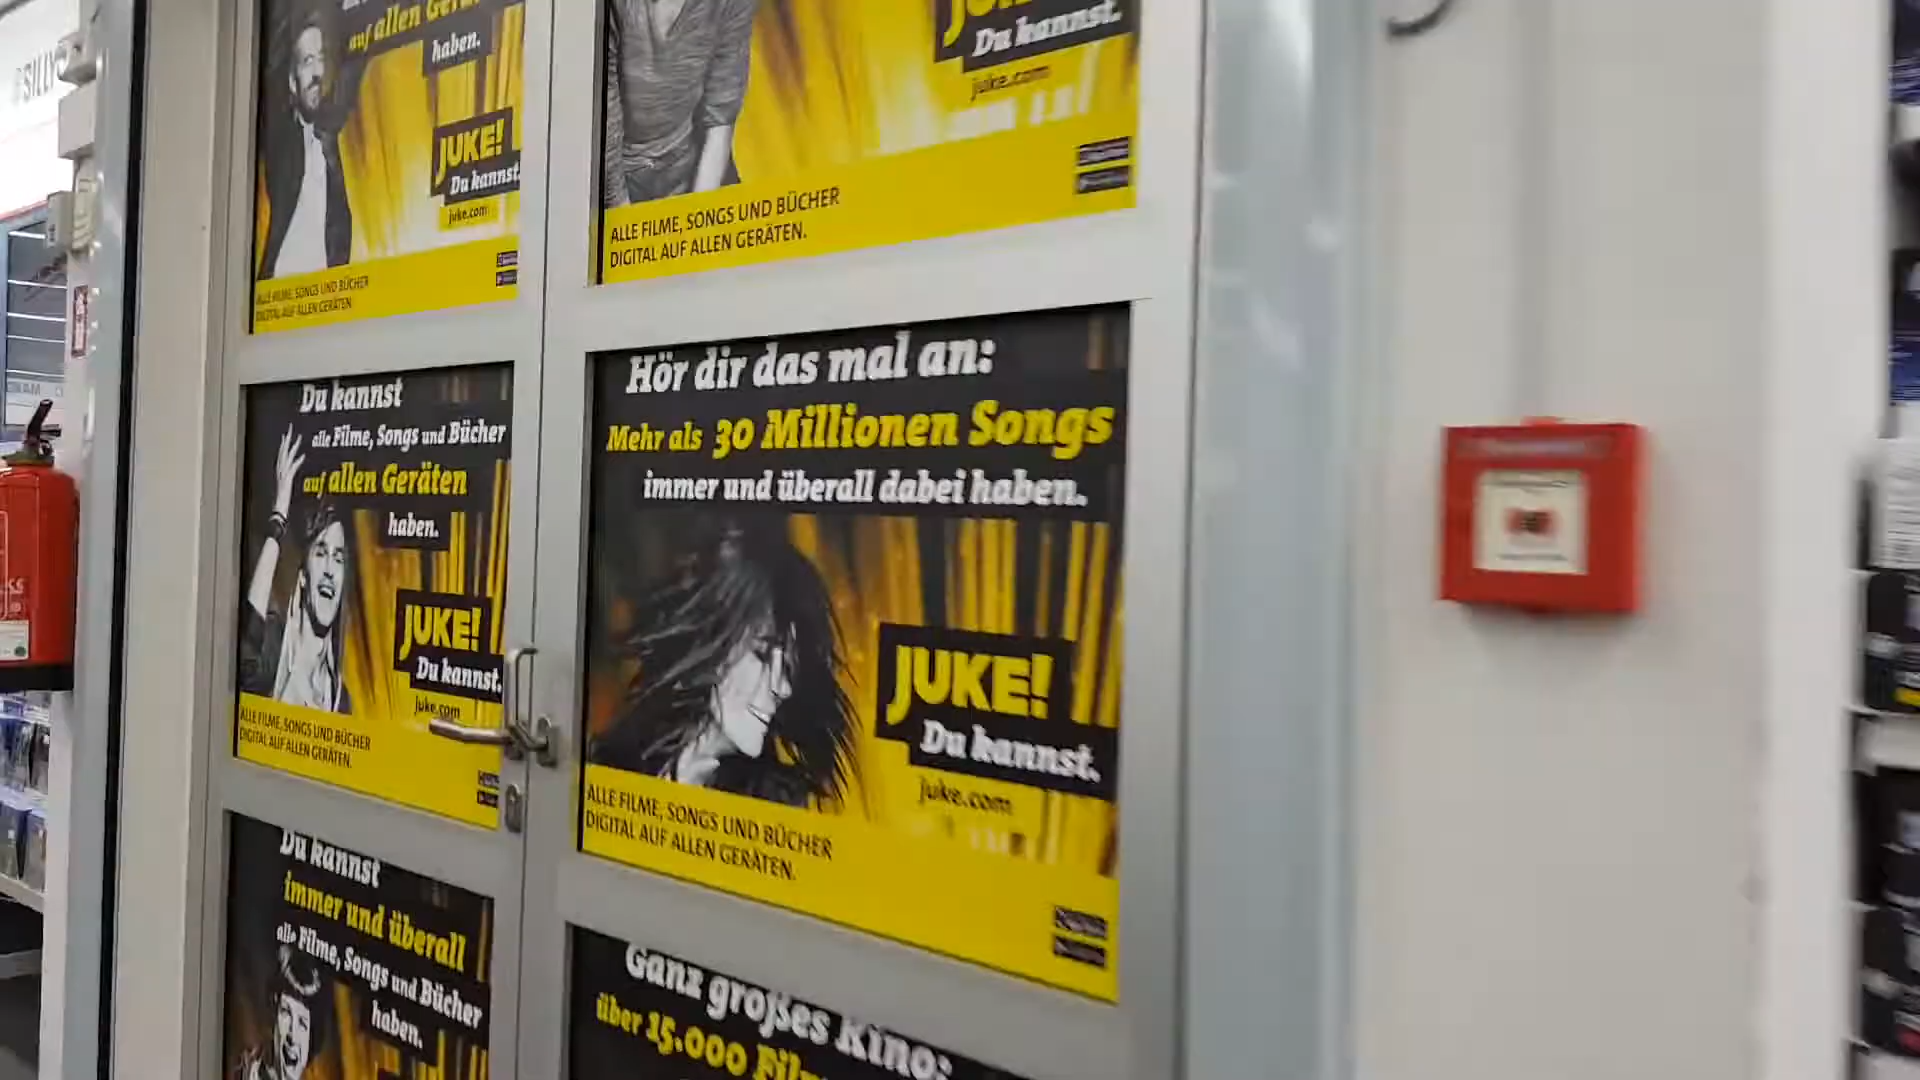 SILLY
auf allen
haben.
JUKE!
Du kannst.
juke.com
ALLE FILME, SONGS UND BÜCHER
DIGITAL AUF ALLEN GERÄTEN.
Du kannst.
juke.com
ALLE FILME, SONGS UND BÜCHER
DIGITAL AUF ALLEN GERÄTEN.
Du kannst
alle Filme, Songs und Bücher
auf allen Geräten
haben.
JUKE!
Du kannst.
juke.com
ALLE FILME, SONGS UND BÜCHER
DIGITAL AUF ALLEN GERÄTEN.
Hör dir das mal an:
Mehr als 30 Millionen Songs
immer und überall dabei haben.
JUKE!
Du kannst.
juke.com
ALLE FILME, SONGS UND BÜCHER
DIGITAL AUF ALLEN GERÄTEN.
Du kannst
immer und überall
alle Filme, Songs und Bücher
haben.
Ganz großes Kino:
über 15.000